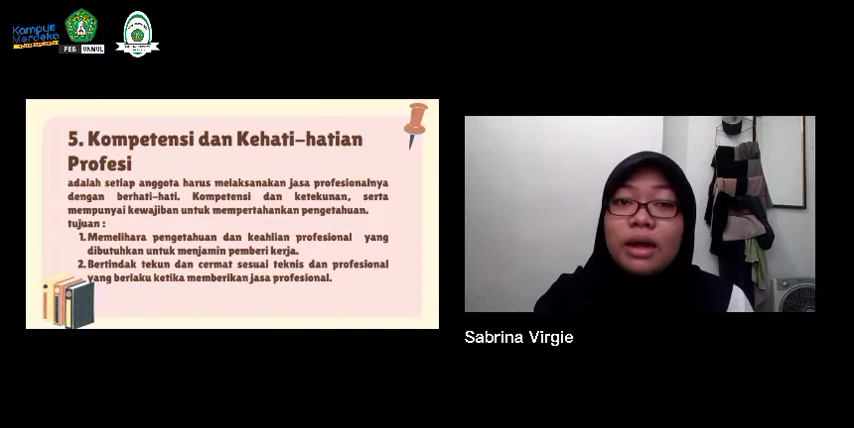 Kampus
Merdeka
FEB UNMUL
5. Kompetensi dan Kehati-hatian
Profesi
adalah setiap anggota harus melaksanakan jasa profesionalnya
dengan berhati-hati. Kompetensi dan ketekunan, serta
mempunyai kewajiban untuk mempertahankan pengetahuan.
tujuan :
1. Memelihara pengetahuan dan keahlian profesional yang
dibutuhkan untuk menjamin pemberi kerja.
2. Bertindak tekun dan cermat sesuai teknis dan profesional
yang berlaku ketika memberikan jasa profesional.
Sabrina Virgie